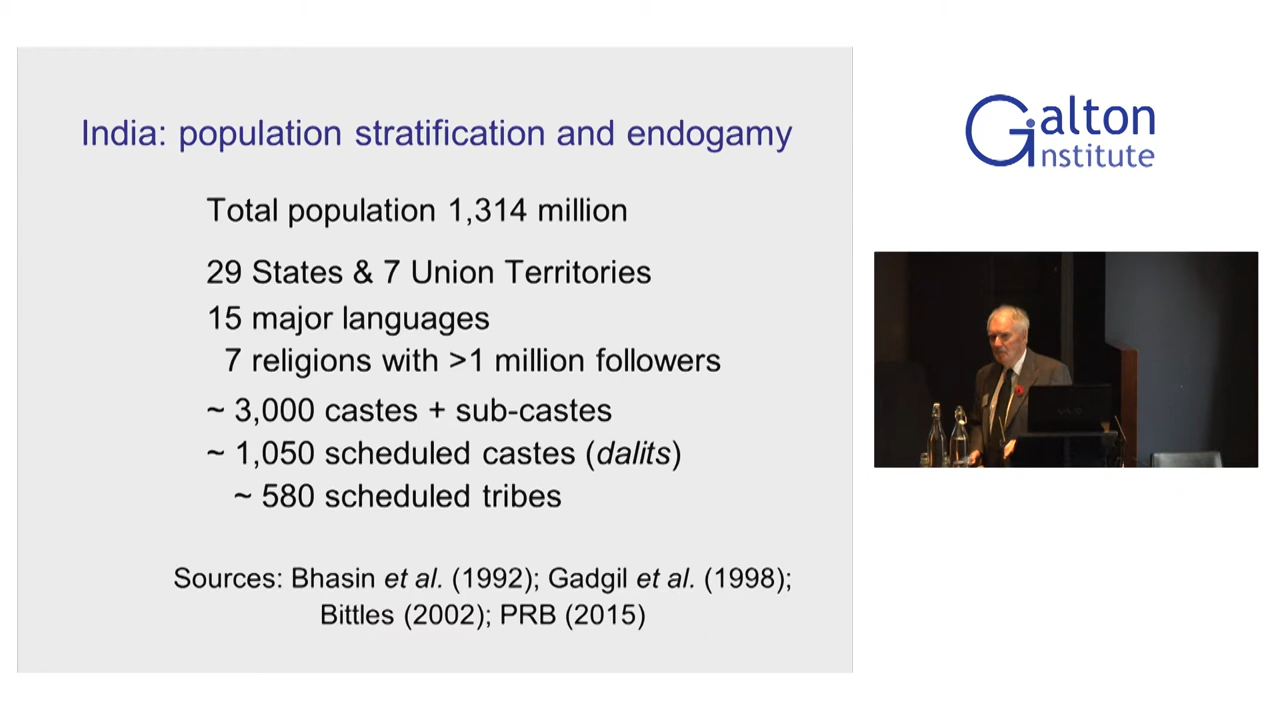 India: population stratification and endogamy
Total population 1,314 million
29 States & 7 Union Territories
15 major languages
7 religions with >1 million followers
~ 3,000 castes + sub-castes
~ 1,050 scheduled castes (dalits)
~ 580 scheduled tribes
Sources: Bhasin et al. (1992); Gadgil et al. (1998);
Bittles (2002); PRB (2015)
Galton
Institute
VAIO